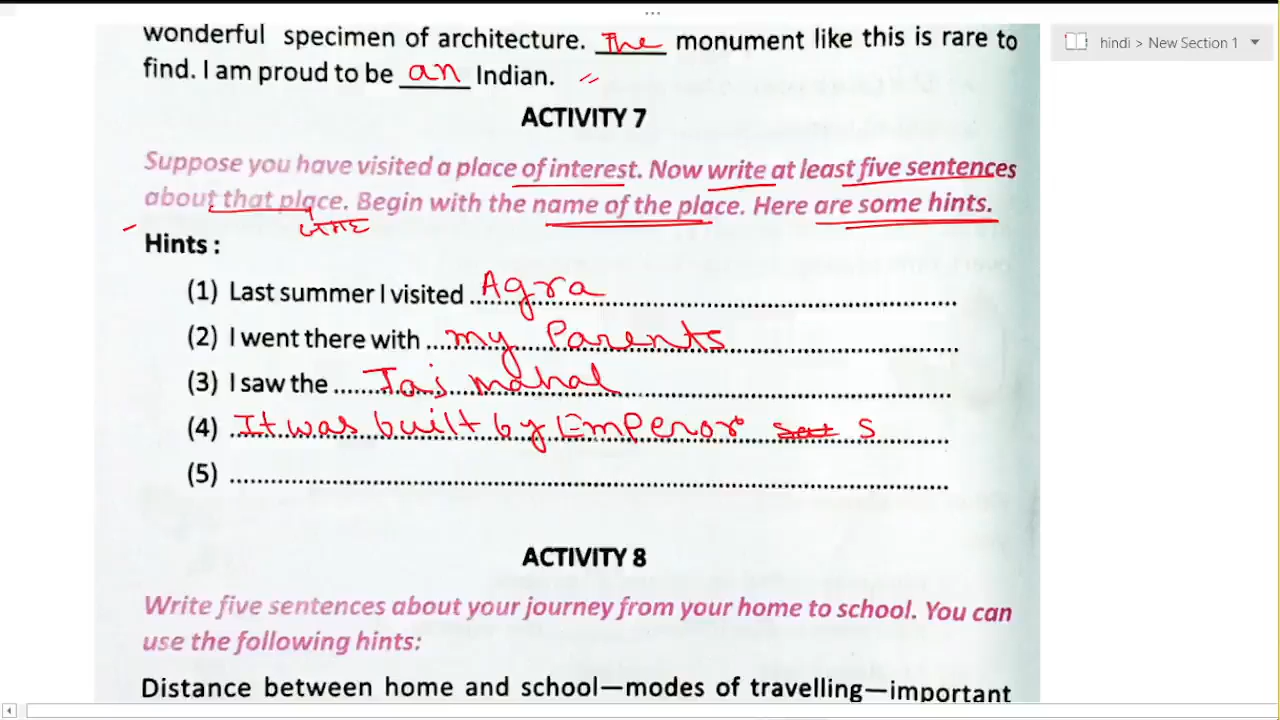 ...
hindi > New Section 1
wonderful specimen of architecture. The monument like this is rare to
find. I am proud to be an Indian.
ACTIVITY 7
Suppose you have visited a place of interest. Now write at least five sentences
about that place. Begin with the name of the place. Here are some hints.
Hints :
(1) Last summer I visited Agra
(2) I went there with my Parents
(3) I saw the Taj mahal
(4) It was built by Emperor S
(5)
ACTIVITY 8
Write five sentences about your journey from your home to school. You can
use the following hints:
Distance between home and school—modes of travelling—important